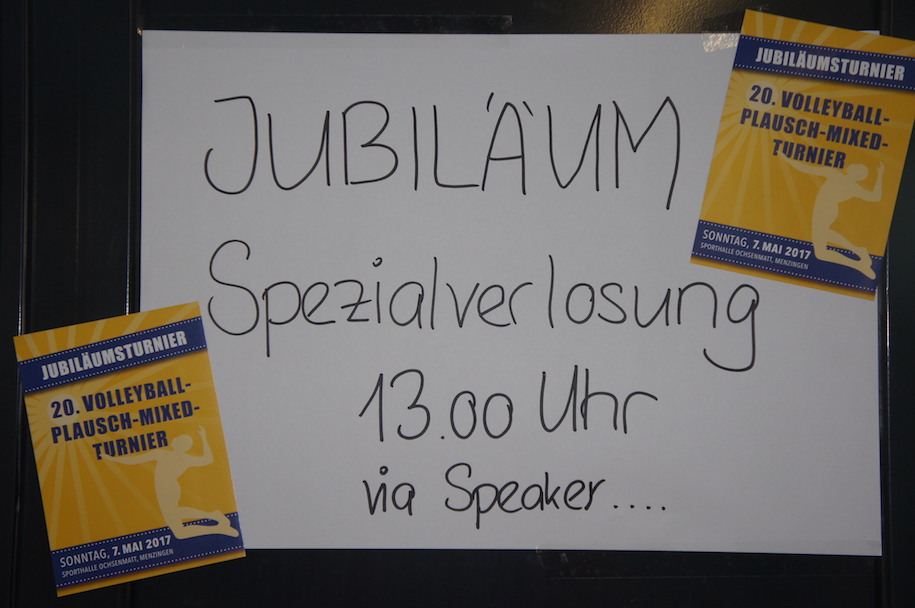 JUBILÄUM
Spezialverlosung
13.00 Uhr
via Speaker....
JUBILÄUMSTURNIER
20. VOLLEYBALL-
PLAUSCH-MIXED-
TURNIER
SONNTAG, 7. MAI 2017
SPORTHALLE OCHSENMATT, MENZINGEN
JUBILÄUMSTURNIER
20. VOLLEYBALL-
PLAUSCH-MIXED-
TURNIER
SONNTAG, 7. MAI 2017
SPORTHALLE OCHSENMATT, MENZINGEN